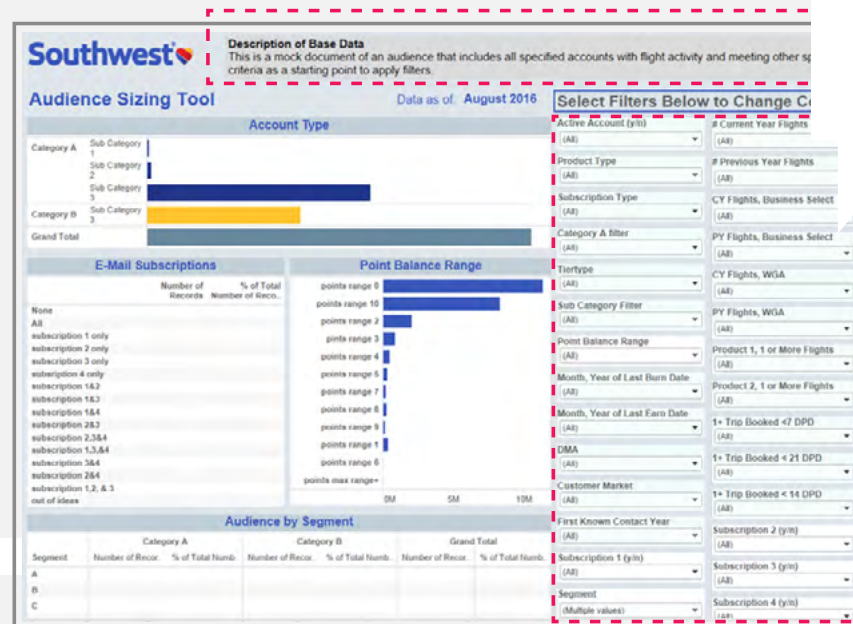 Southwest
Description of Base Data
This is a mock document of an audience that includes all specified accounts with flight activity and meeting other sp
criteria as a starting point to apply filters.
Audience Sizing Tool
Data as of: August 2016
Select Filters Below to Change Co
Account Type
Category A
Sub Category
1
Sub Category
2
Sub Category
3
Category B
Sub Category
3
Grand Total
E-Mail Subscriptions
Number of
Records
% of Total
Number of Reco..
None
All
subscription 1 only
subscription 2 only
subscription 3 only
subsription 4 only
subscription 1&2
subscription 1&3
subscription 1&4
subscription 2&3
subscription 2,3&4
subscription 1,3,&4
subscription 3&4
subscription 2&4
subscription 1,2, & 3
out of ideas
Point Balance Range
points range 0
points range 10
points range 2
pints range 3
points range 4
points range 5
points range 7
points range 8
points range 9
points range 1
points range 6
points max range+
0M 5M 10M
Audience by Segment
Category A Category B Grand Total
Segment Number of Recor.. % of Total Numb.. Number of Recor.. % of Total Numb.. Number of Recor.. % of Total Numb..
A
B
C
Active Account (y/n)
(All)
Product Type
(All)
Subscription Type
(All)
Category A filter
(All)
Tiertype
(All)
Sub Category Filter
(All)
Point Balance Range
(All)
Month, Year of Last Burn Date
(All)
Month, Year of Last Earn Date
(All)
DMA
(All)
Customer Market
(All)
First Known Contact Year
(All)
Subscription 1 (y/n)
(All)
Segment
(Multiple values)
# Current Year Flights
(All)
# Previous Year Flights
(All)
CY Flights, Business Select
(All)
PY Flights, Business Select
(All)
CY Flights, WGA
(All)
PY Flights, WGA
(All)
Product 1, 1 or More Flights
(All)
Product 2, 1 or More Flights
(All)
1+ Trip Booked <7 DPD
(All)
1+ Trip Booked < 21 DPD
(All)
1+ Trip Booked < 14 DPD
(All)
Subscription 2 (y/n)
(All)
Subscription 3 (y/n)
(All)
Subscription 4 (y/n)
(All)